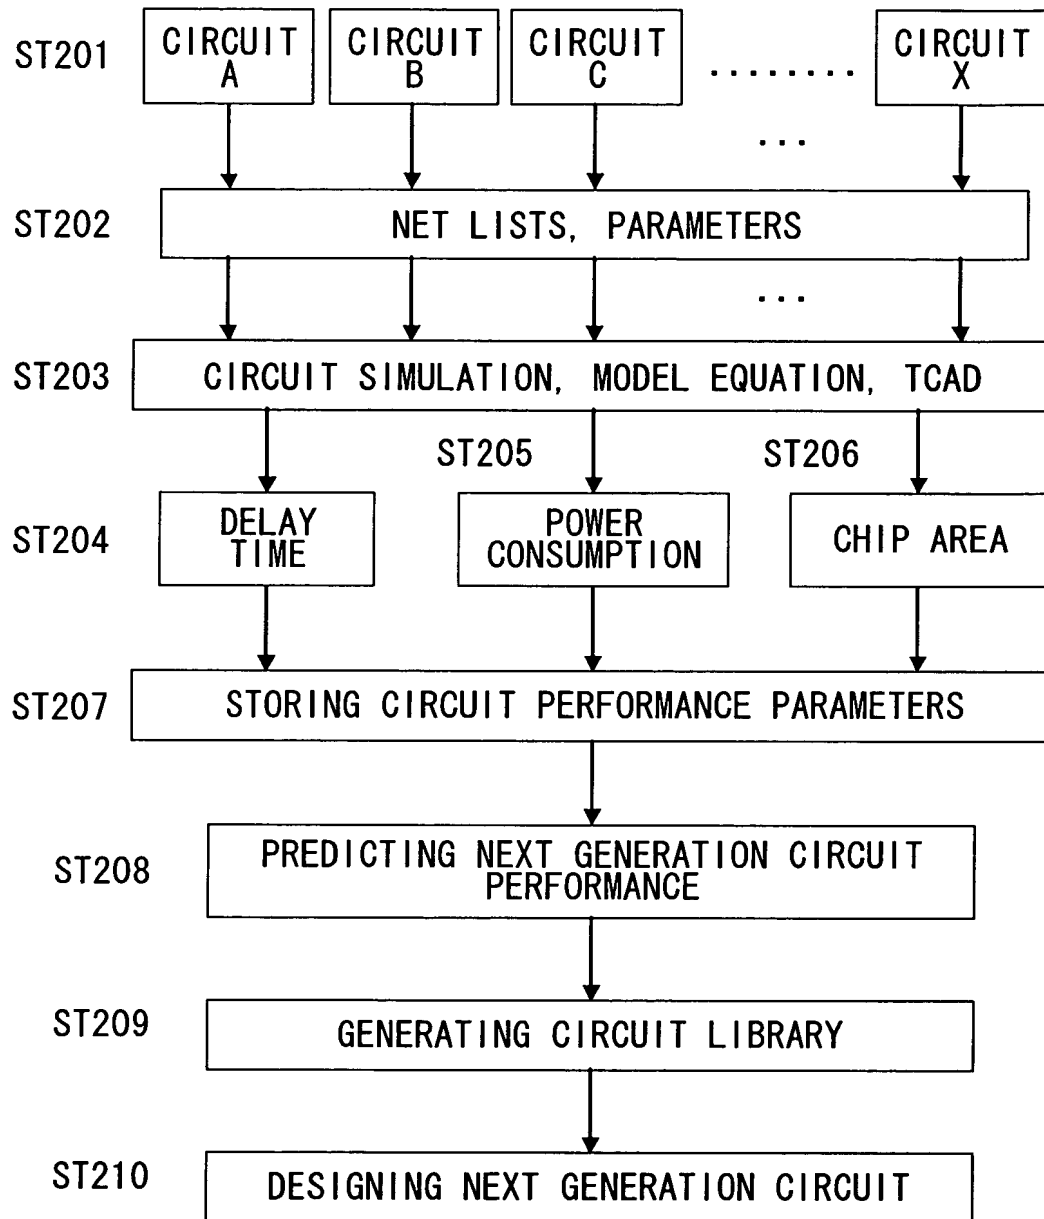 ST201
CIRCUIT
A
CIRCUIT
B
CIRCUIT
C
........
CIRCUIT
X
...
ST202
NET LISTS, PARAMETERS
...
ST203
CIRCUIT SIMULATION, MODEL EQUATION, TCAD
ST205
ST206
ST204
DELAY
TIME
POWER
CONSUMPTION
CHIP AREA
ST207
STORING CIRCUIT PERFORMANCE PARAMETERS
ST208
PREDICTING NEXT GENERATION CIRCUIT
PERFORMANCE
ST209
GENERATING CIRCUIT LIBRARY
ST210
DESIGNING NEXT GENERATION CIRCUIT